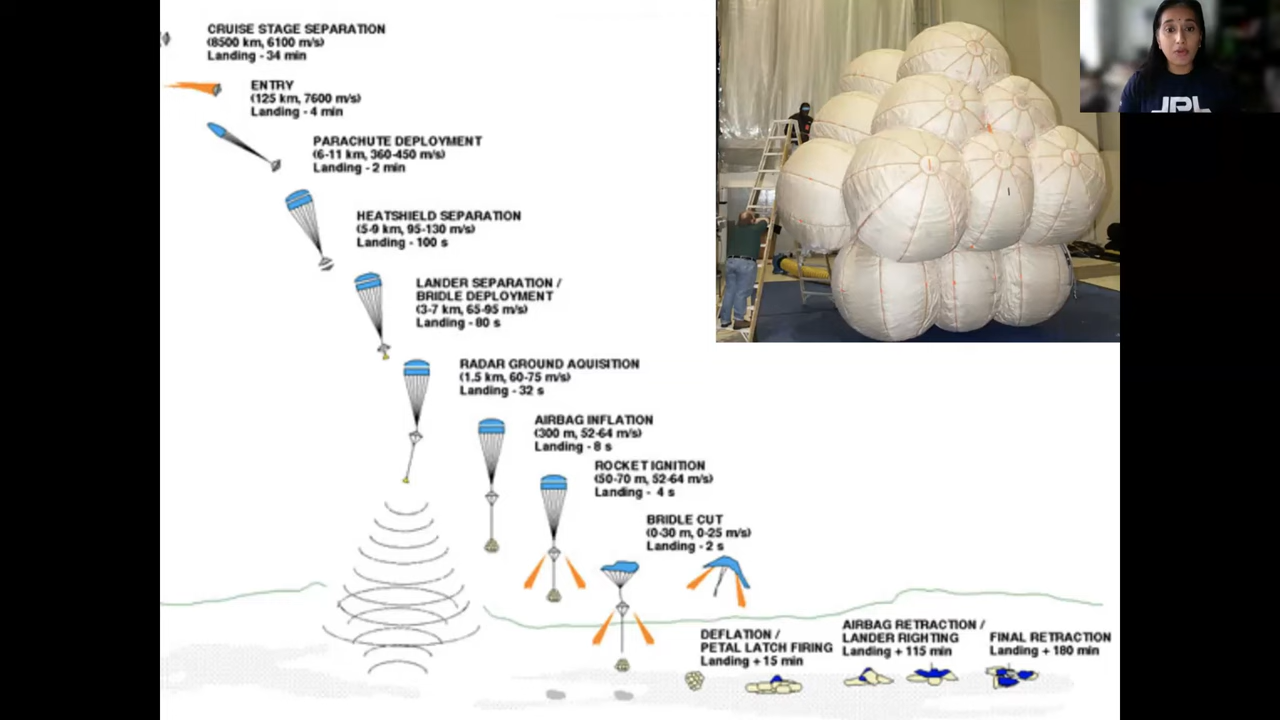 CRUISE STAGE SEPARATION
(8500 km, 6100 m/s)
Landing - 34 min
ENTRY
(125 km, 7600 m/s)
Landing - 4 min
PARACHUTE DEPLOYMENT
(6-11 km, 360-450 m/s)
Landing - 2 min
HEATSHIELD SEPARATION
(5-9 km, 95-130 m/s)
Landing - 100 s
LANDER SEPARATION /
BRIDLE DEPLOYMENT
(3-7 km, 65-95 m/s)
Landing - 80 s
RADAR GROUND AQUISITION
(1.5 km, 60-75 m/s)
Landing - 32 s
AIRBAG INFLATION
(300 m, 52-64 m/s)
Landing - 8 s
ROCKET IGNITION
(50-70 m, 52-64 m/s)
Landing - 4 s
BRIDLE CUT
(0-30 m, 0-25 m/s)
Landing - 2 s
DEFLATION /
PETAL LATCH FIRING
Landing + 15 min
AIRBAG RETRACTION /
LANDER RIGHTING
Landing + 115 min
FINAL RETRACTION
Landing + 180 min
JPL